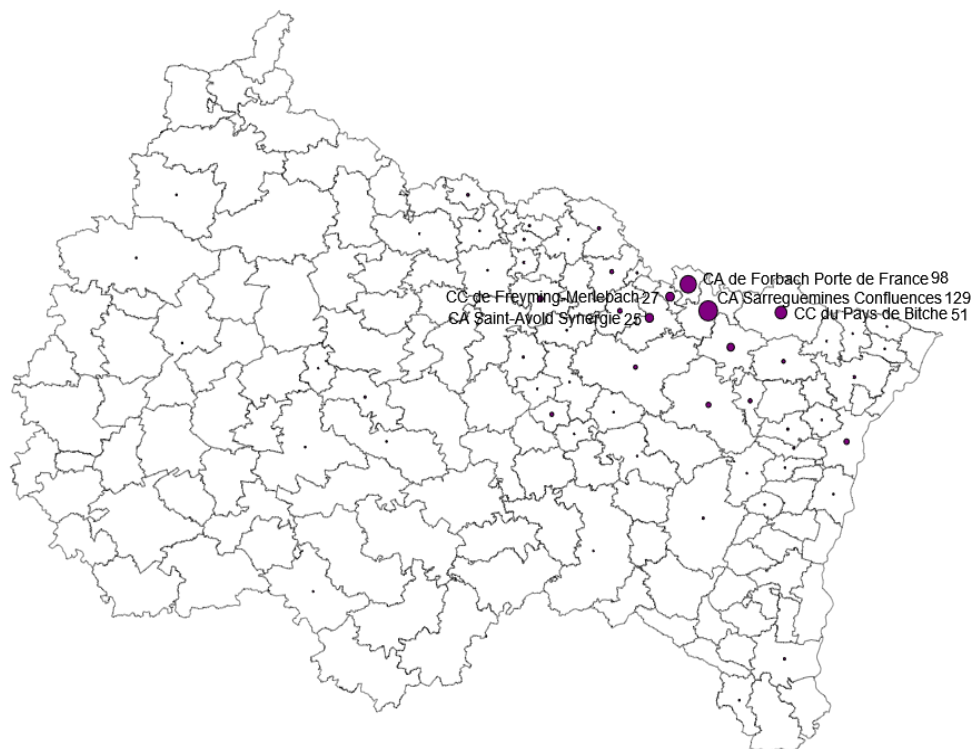 CA de Forbach Porte de France 98
CC de Freyming-Merlebach 27
CA Sarreguemines Confluences 129
CC du Pays de Bitche 51
CA Saint-Avold Synergie 25